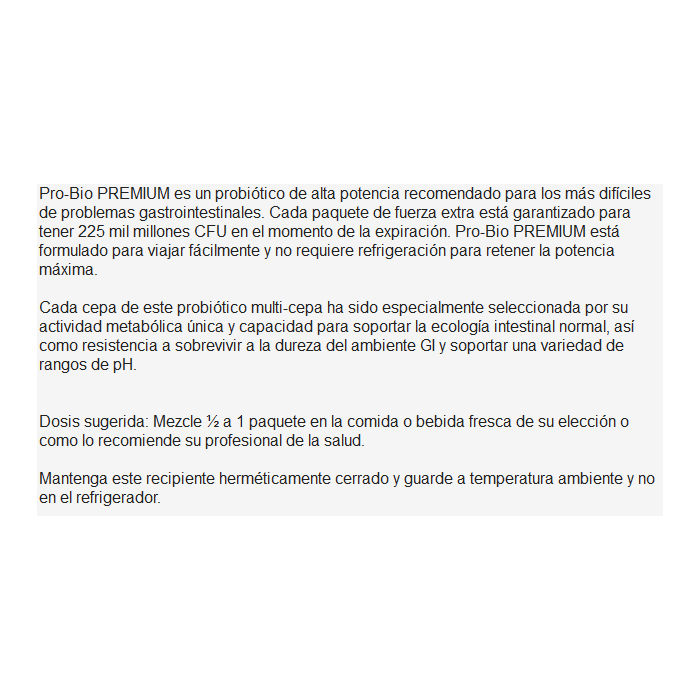 Pro-Bio PREMIUM es un probiótico de alta potencia recomendado para los más difíciles
de problemas gastrointestinales. Cada paquete de fuerza extra está garantizado para
tener 225 mil millones CFU en el momento de la expiración. Pro-Bio PREMIUM está
formulado para viajar fácilmente y no requiere refrigeración para retener la potencia
máxima.
Cada cepa de este probiótico multi-cepa ha sido especialmente seleccionada por su
actividad metabólica única y capacidad para soportar la ecología intestinal normal, así
como resistencia a sobrevivir a la dureza del ambiente GI y soportar una variedad de
rangos de pH.
Dosis sugerida: Mezcle ½ a 1 paquete en la comida o bebida fresca de su elección o
como lo recomiende su profesional de la salud.
Mantenga este recipiente herméticamente cerrado y guarde a temperatura ambiente y no
en el refrigerador.